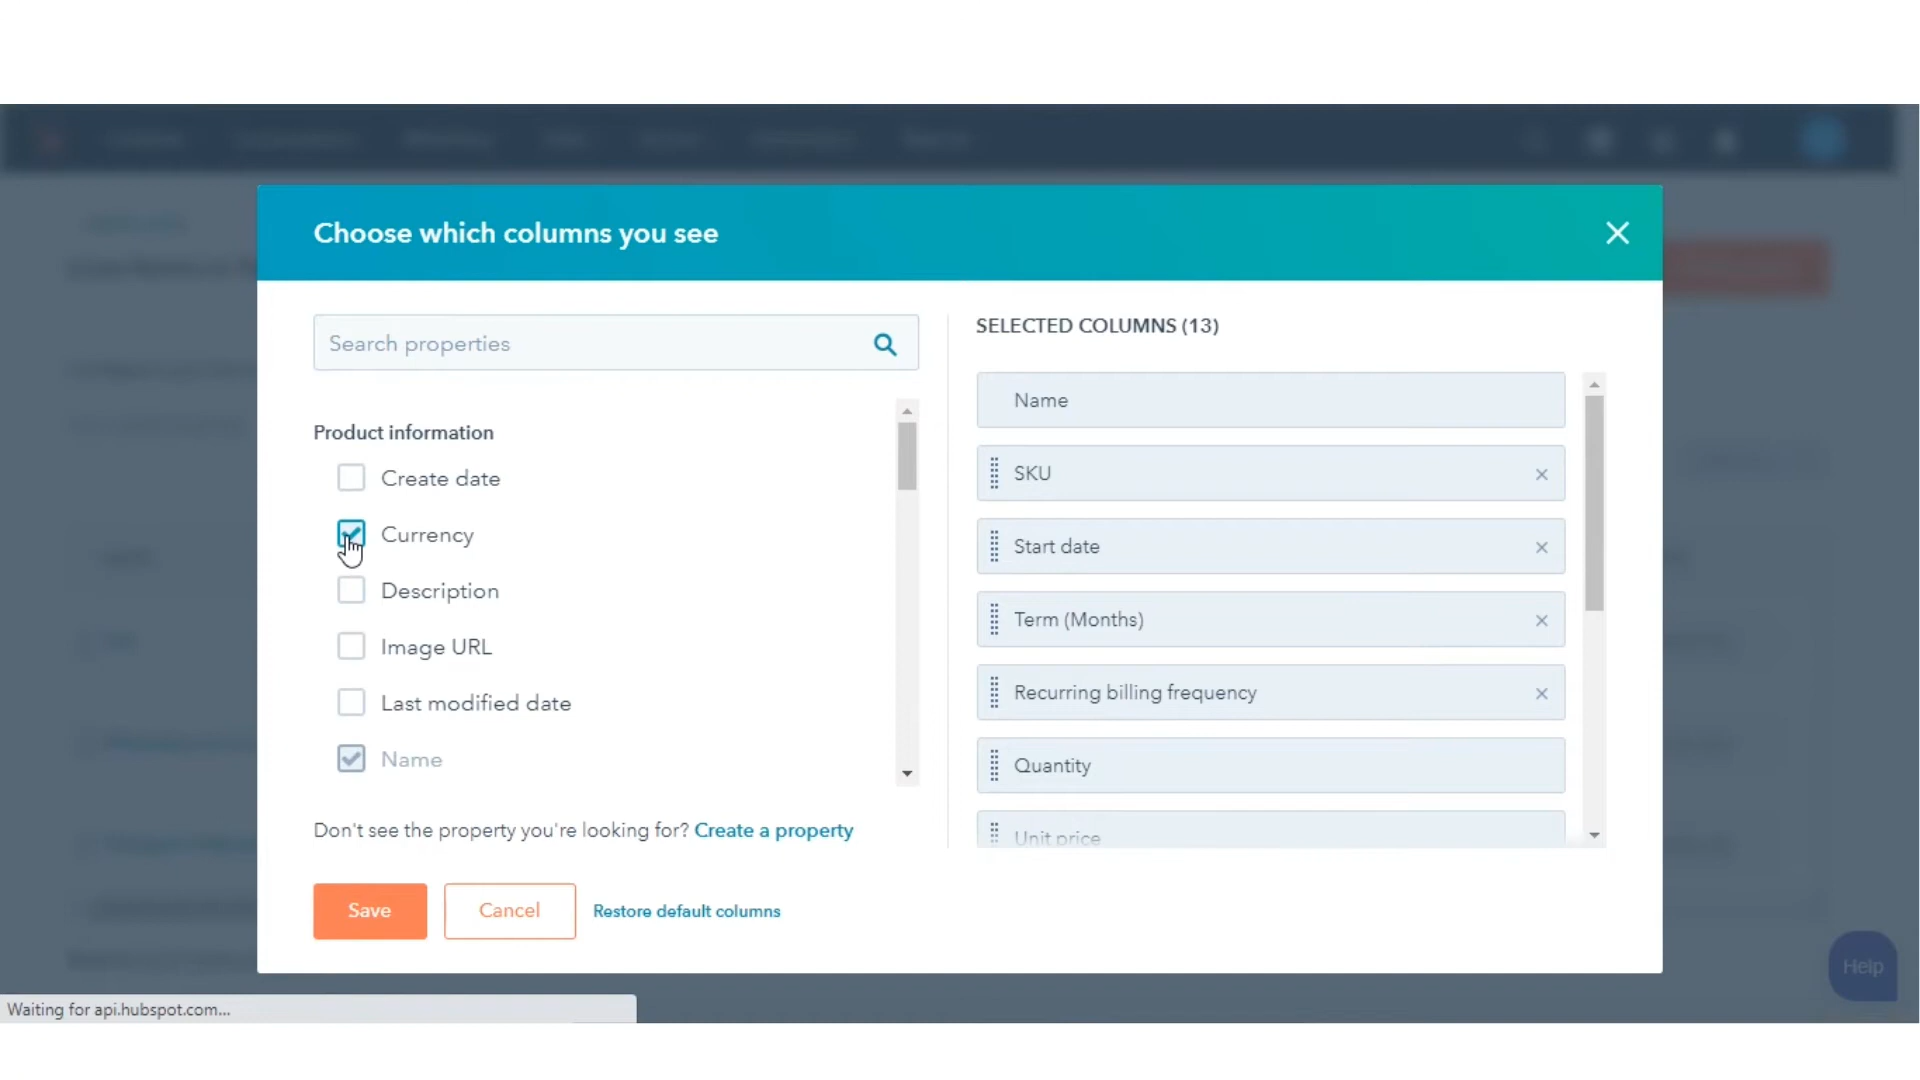 Choose which columns you see
Search properties
Product information
Create date
Currency
Description
Image URL
Last modified date
Name
Don't see the property you're looking for? Create a property
Save
Cancel
Restore default columns
SELECTED COLUMNS (13)
Name
SKU
Start date
Term (Months)
Recurring billing frequency
Quantity
Unit price
Help
Waiting for api.hubspot.com...